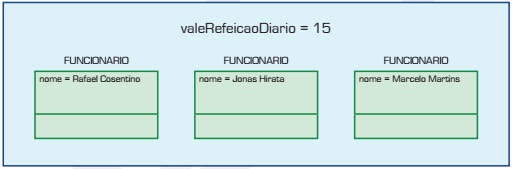 valeRefeicaoDiario = 15
FUNCIONARIO FUNCIONARIO FUNCIONARIO
nome = Rafael Cosentino nome = Jonas Hirata nome = Marcelo Martins